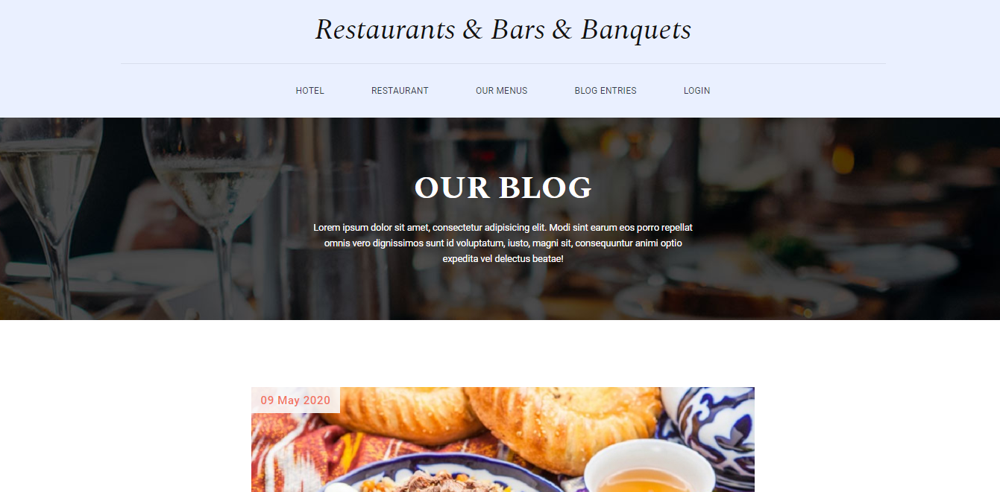 Restaurants & Bars & Banquets
HOTEL RESTAURANT OUR MENUS BLOG ENTRIES LOGIN
OUR BLOG
Lorem ipsum dolor sit amet, consectetur adipisicing elit. Modi sint earum eos porro repellat
omnis vero dignissimos sunt id voluptatum, iusto, magni sit, consequuntur animi optio
expedita vel delectus beatae!
09 May 2020